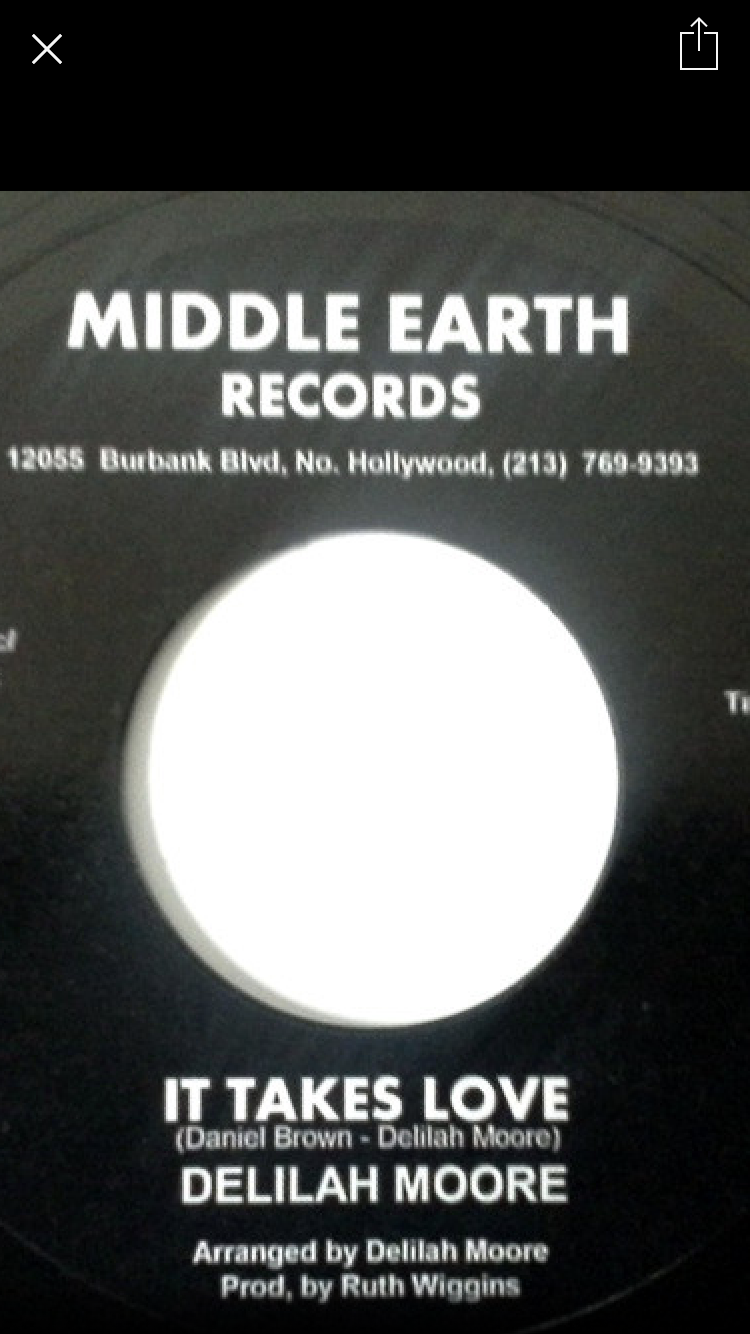 MIDDLE EARTH
RECORDS
12055 Burbank Blvd, No. Hollywood, (213) 769-9393
IT TAKES LOVE
(Daniel Brown - Delilah Moore)
DELILAH MOORE
Arranged by Delilah Moore
Prod, by Ruth Wiggins